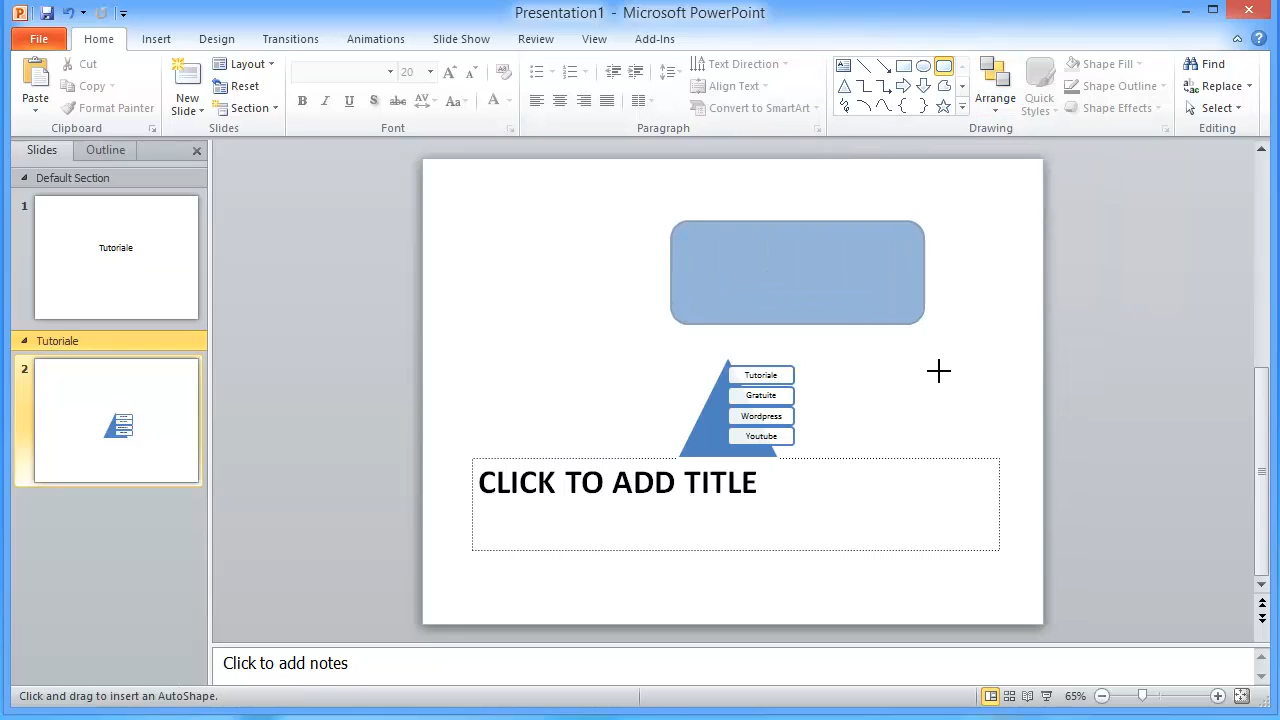 Presentation1 - Microsoft PowerPoint
File Home Insert Design Transitions Animations Slide Show Review View Add-Ins
Paste
Cut
Copy
Format Painter
Clipboard
New
Slide
Layout
Reset
Section
Slides
20
B I U S abc AV Aa A
Font
Text Direction
Align Text
Convert to SmartArt
Paragraph
Arrange
Quick
Styles
Shape Fill
Shape Outline
Shape Effects
Drawing
Find
Replace
Select
Editing
Slides Outline
Default Section
1
Tutoriale
Tutoriale
2
Tutoriale
Gratuite
Wordpress
Youtube
CLICK TO ADD TITLE
Click to add notes
Click and drag to insert an AutoShape.
65%